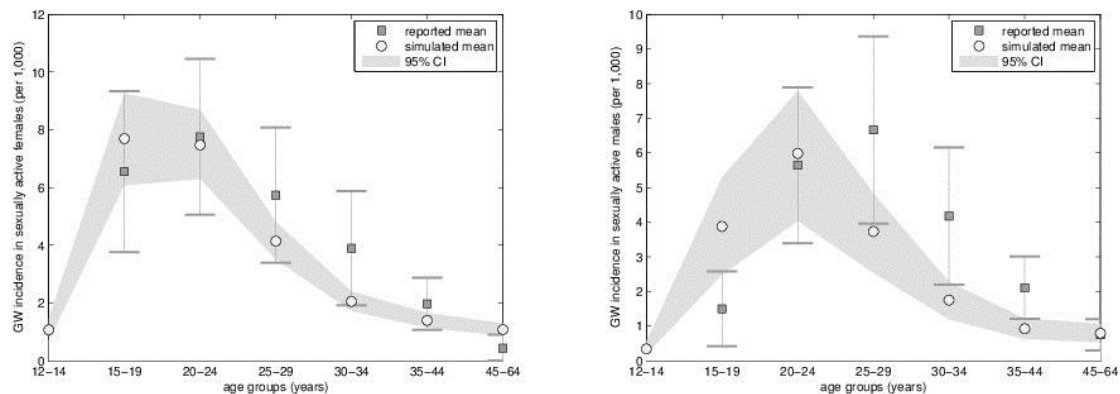 GW incidence in sexually active females (per 1,000)
12
10
8
6
4
2
0
reported mean
simulated mean
95% CI
12–14 15–19 20–24 25–29 30–34 35–44 45–64
age groups (years)
GW incidence in sexually active males (per 1,000)
10
9
8
7
6
5
4
3
2
1
0
reported mean
simulated mean
95% CI
12–14 15–19 20–24 25–29 30–34 35–44 45–64
age groups (years)